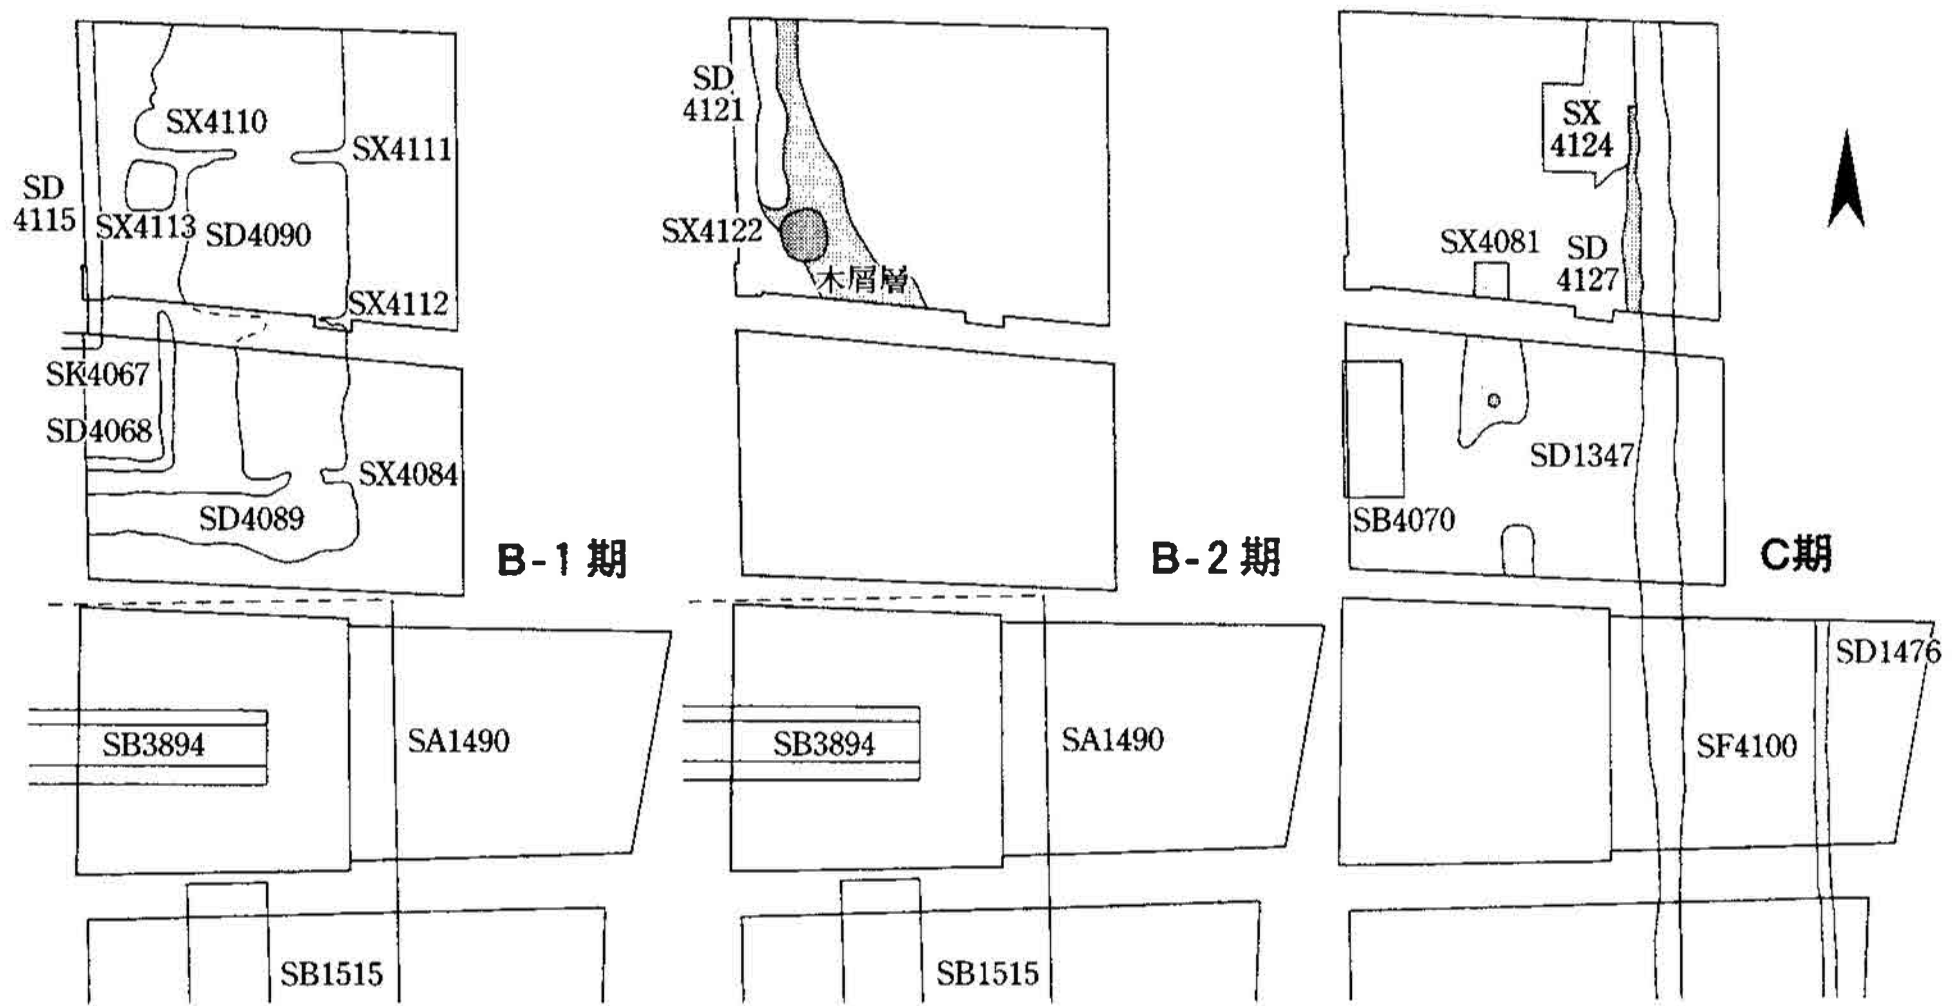 SX4110
SX4111
SD
4115
SX4113
SD4090
SX4112
SK4067
SD4068
SX4084
SD4089
B-1期
SB3894
SA1490
SB1515
SD
4121
SX4122
木屑層
B-2期
SB3894
SA1490
SB1515
SX
4124
SX4081
SD
4127
SD1347
SB4070
C期
SD1476
SF4100